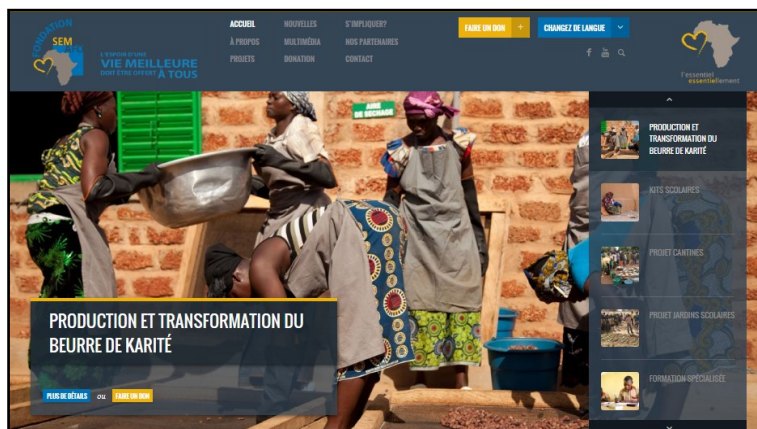 FONDATION
SEMAFO
L'ESPOIR D'UNE
VIE MEILLEURE
DOIT ÊTRE OFFERT À TOUS
ACCUEIL
À PROPOS
PROJETS
NOUVELLES
MULTIMÉDIA
DONATION
S'IMPLIQUER?
NOS PARTENAIRES
CONTACT
FAIRE UN DON +
CHANGEZ DE LANGUE
l'essentiel
essentiellement
AIRE
DE SECHAGE
PRODUCTION ET TRANSFORMATION DU
BEURRE DE KARITÉ
PLUS DE DÉTAILS ou FAIRE UN DON
PRODUCTION ET
TRANSFORMATION DU
BEURRE DE KARITÉ
KITS SCOLAIRES
PROJET CANTINES
PROJET JARDINS SCOLAIRES
FORMATION SPÉCIALISÉE